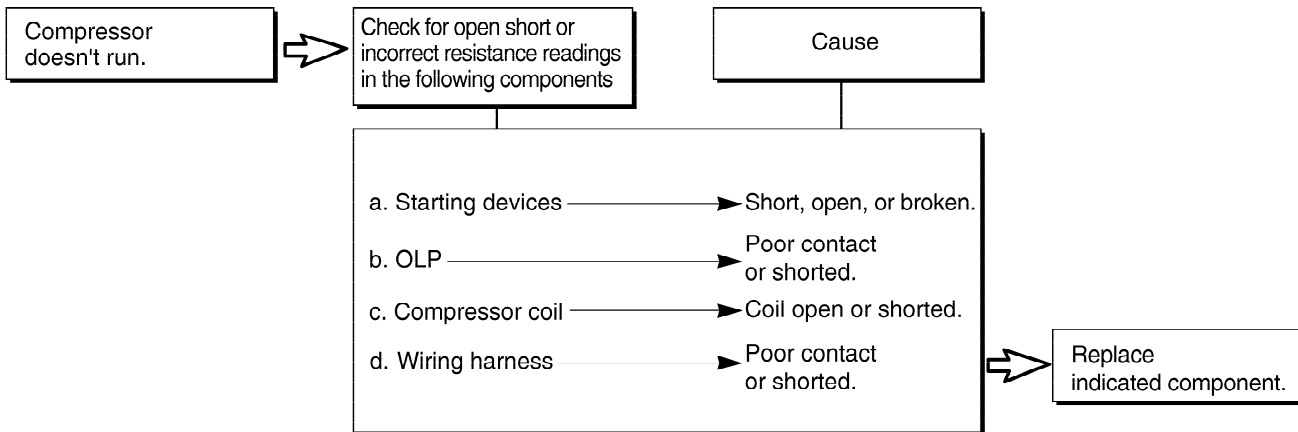 Compressor
doesn't run.
Check for open short or
incorrect resistance readings
in the following components
Cause
a. Starting devices
Short, open, or broken.
b. OLP
Poor contact
or shorted.
c. Compressor coil
Coil open or shorted.
d. Wiring harness
Poor contact
or shorted.
Replace
indicated component.